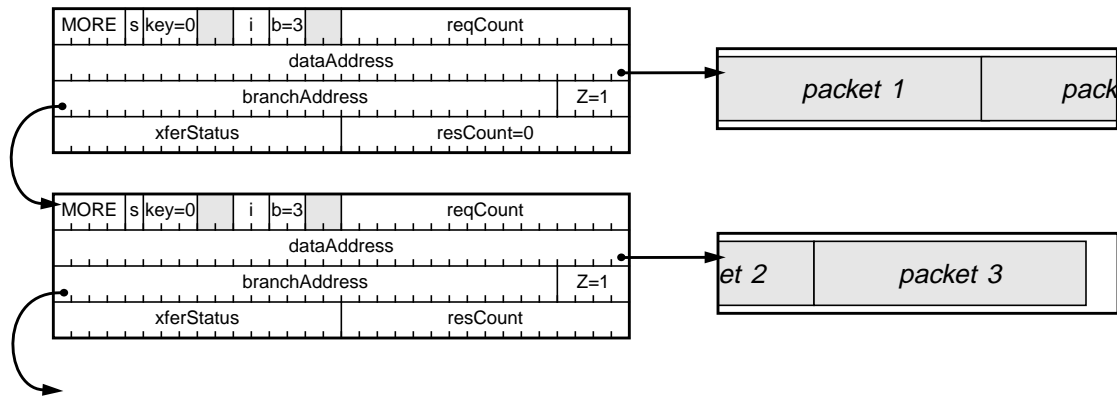 MORE s key=0 i b=3 reqCount
dataAddress
packet 1 pack
branchAddress Z=1
xferStatus resCount=0
MORE s key=0 i b=3 reqCount
dataAddress
et 2 packet 3
branchAddress Z=1
xferStatus resCount